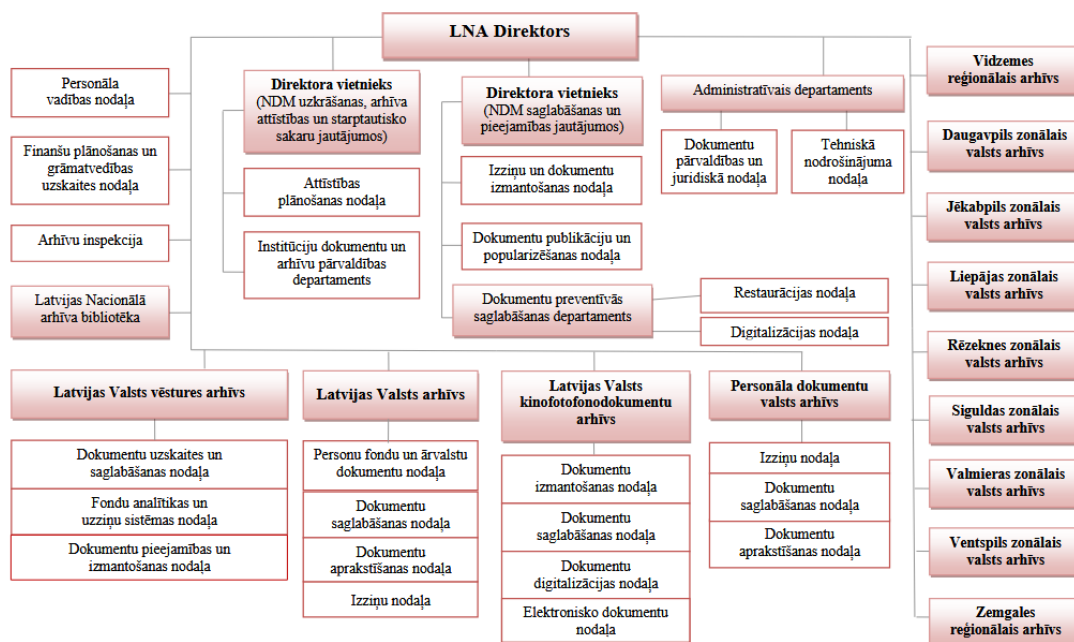 LNA Direktors
Personāla
vadības nodaļa
Finanšu plānošanas un
grāmatvedības
uzskaites nodaļa
Arhīvu inspekcija
Latvijas Nacionālā
arhīva bibliotēka
Direktora vietnieks
(NDM uzkrāšanas, arhīva
attīstības un starptautisko
sakaru jautājumos)
Attīstības
plānošanas nodaļa
Institūciju dokumentu un
arhīvu pārvaldības
departaments
Direktora vietnieks
(NDM saglabāšanas un
pieejamības jautājumos)
Izziņu un dokumentu
izmantošanas nodaļa
Dokumentu publikāciju un
popularizēšanas nodaļa
Dokumentu preventīvās
saglabāšanas departaments
Restaurācijas nodaļa
Digitalizācijas nodaļa
Administratīvais departaments
Dokumentu
pārvaldības un
juridiskā nodaļa
Tehniskā
nodrošinājuma
nodaļa
Vidzemes
reģionālais arhīvs
Daugavpils zonālais
valsts arhīvs
Jēkabpils zonālais
valsts arhīvs
Liepājas zonālais
valsts arhīvs
Rēzeknes zonālais
valsts arhīvs
Siguldas zonālais
valsts arhīvs
Valmieras zonālais
valsts arhīvs
Ventspils zonālais
valsts arhīvs
Zemgales
reģionālais arhīvs
Latvijas Valsts vēstures arhīvs
Dokumentu uzskaites un
saglabāšanas nodaļa
Fondu analītikas un
uzziņu sistēmas nodaļa
Dokumentu pieejamības un
izmantošanas nodaļa
Latvijas Valsts arhīvs
Personu fondu un ārvalstu
dokumentu nodaļa
Dokumentu
saglabāšanas nodaļa
Dokumentu
aprakstīšanas nodaļa
Izziņu nodaļa
Latvijas Valsts
kinofotofonodokumentu
arhīvs
Dokumentu
izmantošanas nodaļa
Dokumentu
saglabāšanas nodaļa
Dokumentu
digitalizācijas nodaļa
Elektronisko dokumentu
nodaļa
Personāla dokumentu
valsts arhīvs
Izziņu nodaļa
Dokumentu
saglabāšanas nodaļa
Dokumentu
aprakstīšanas nodaļa